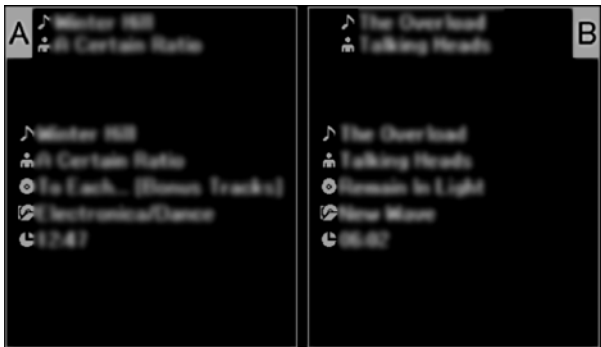 A
Winter Hill
A Certain Ratio
Winter Hill
A Certain Ratio
To Each... [Bonus Tracks]
Electronica/Dance
12:47
B
The Overload
Talking Heads
The Overload
Talking Heads
Remain In Light
New Wave
06:02